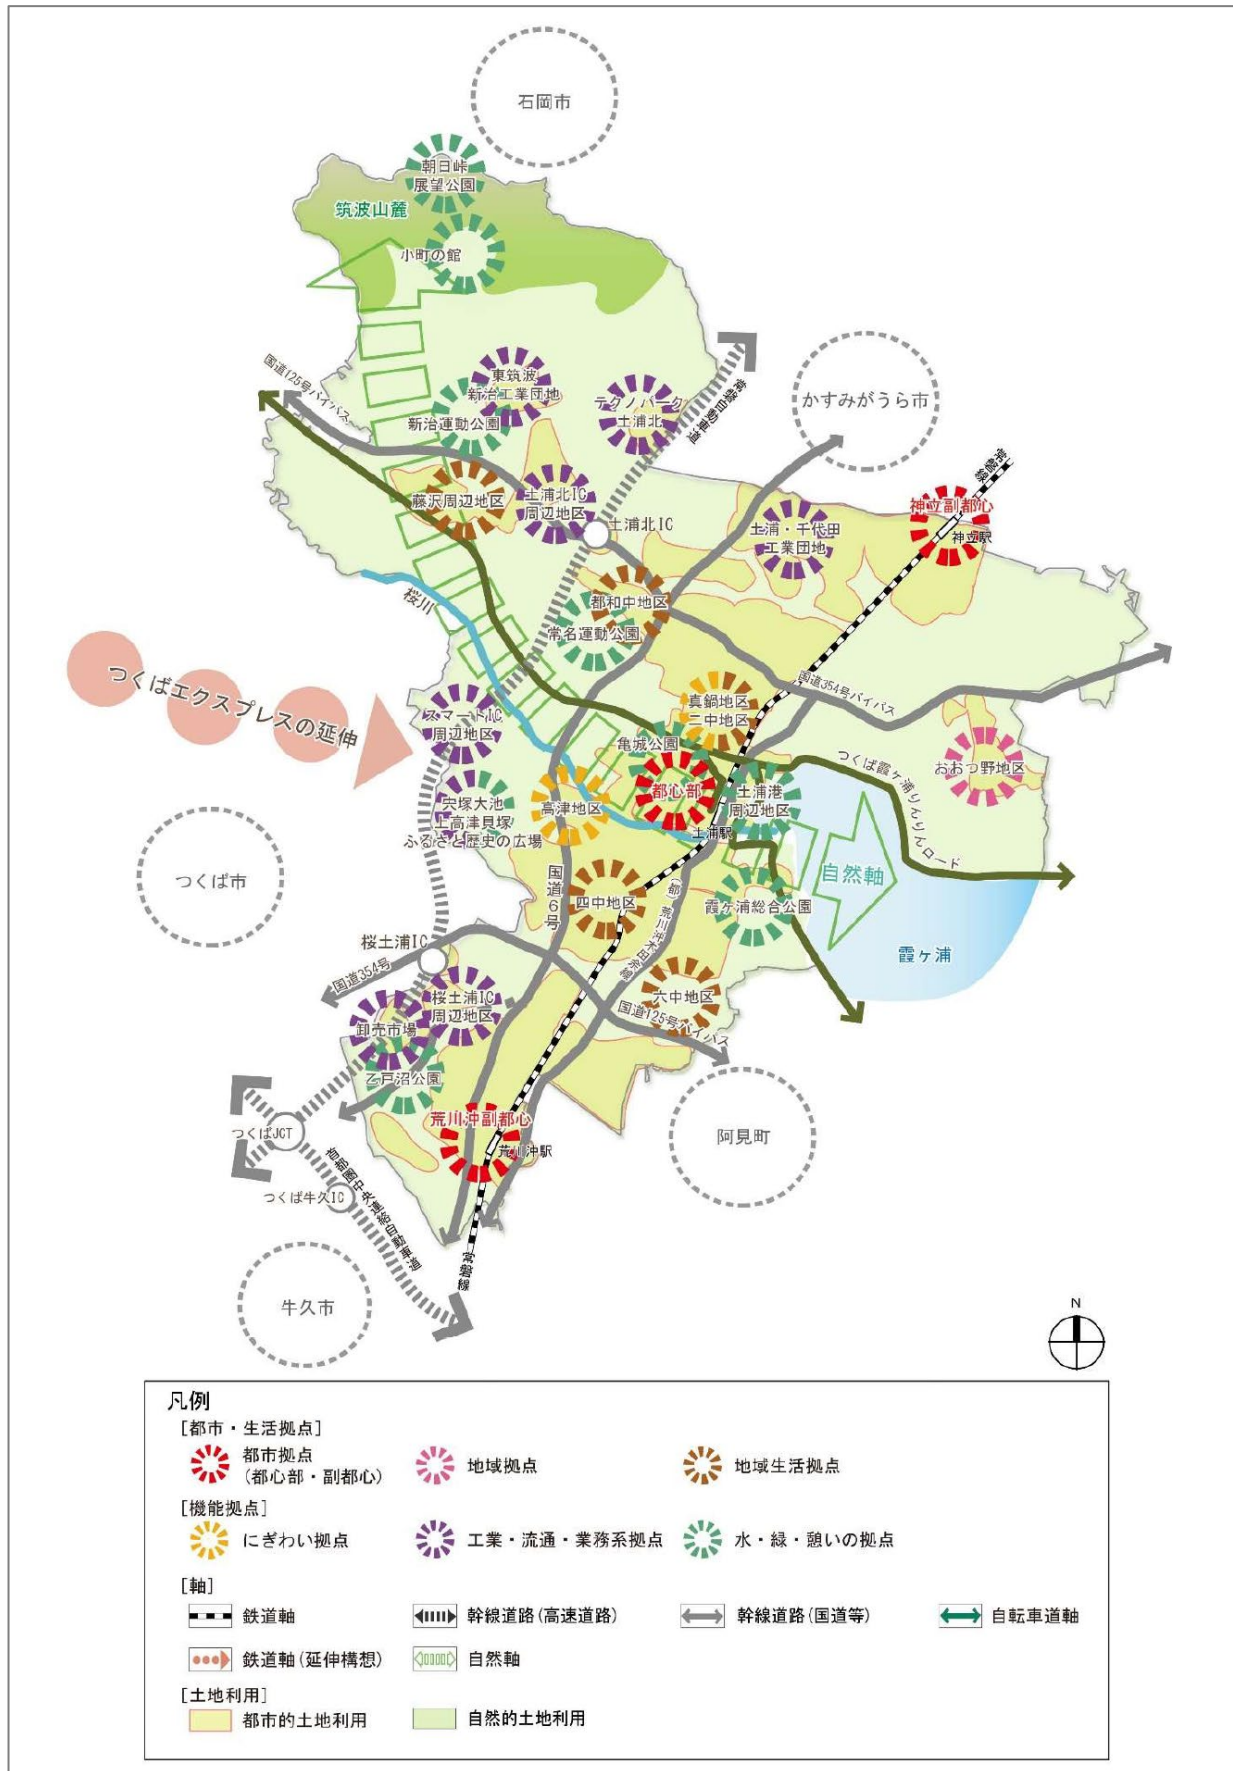 石岡市
朝日峠
展望公園
筑波山麓
小町の館
国道125号バイパス
東筑波
新治工業団地
新治運動公園
テクノパーク
土浦北
常磐自動車道
かすみがうら市
常磐線
藤沢周辺地区
土浦北IC
周辺地区
土浦北IC
土浦・千代田
工業団地
神立副都心
神立駅
桜川
都和中地区
常名運動公園
つくばエクスプレスの延伸
スマートIC
周辺地区
真鍋地区
二中地区
国道354号バイパス
亀城公園
都心部
土浦港
周辺地区
おおつ野地区
つくば霞ヶ浦りんりんロード
宍塚大池
上高津貝塚
ふるさと歴史の広場
高津地区
土浦駅
つくば市
国道6号
四中地区
(都)荒川沖木田余線
霞ヶ浦総合公園
自然軸
霞ヶ浦
桜土浦IC
国道354号
桜土浦IC
周辺地区
六中地区
国道125号バイパス
卸売市場
乙戸沼公園
荒川沖副都心
荒川沖駅
阿見町
つくばJCT
つくば牛久IC
首都圏中央連絡自動車道
常磐線
牛久市
N
凡例
[都市・生活拠点]
都市拠点
(都心部・副都心)
地域拠点
地域生活拠点
[機能拠点]
にぎわい拠点
工業・流通・業務系拠点
水・緑・憩いの拠点
[軸]
鉄道軸
幹線道路(高速道路)
幹線道路(国道等)
自転車道軸
鉄道軸(延伸構想)
自然軸
[土地利用]
都市的土地利用
自然的土地利用